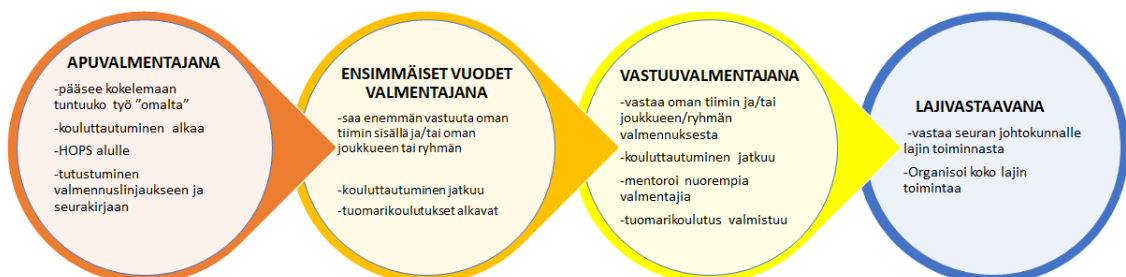 APUVALMENTAJANA
-pääsee kokelemaan
tuntuuko työ ”omalta”
-kouluttautuminen alkaa
-HOPS alulle
-tutustuminen
valmennuslinjaukseen ja
seurakirjaan
ENSIMMÄISET VUODET
VALMENTAJANA
-saa enemmän vastuuta oman
tiimin sisällä ja/tai oman
joukkueen tai ryhmän
-kouluttautuminen jatkuu
-tuomarikoulutukset alkavat
VASTUUVALMENTAJANA
-vastaa oman tiimin ja/tai
joukkueen/ryhmän
valmennuksesta
-kouluttautuminen jatkuu
-mentoroi nuorempia
valmentajia
-tuomarikoulutus valmistuu
LAJIVASTAAVANA
-vastaa seuran johtokunnalle
lajin toiminnasta
-Organisoi koko lajin
toimintaa